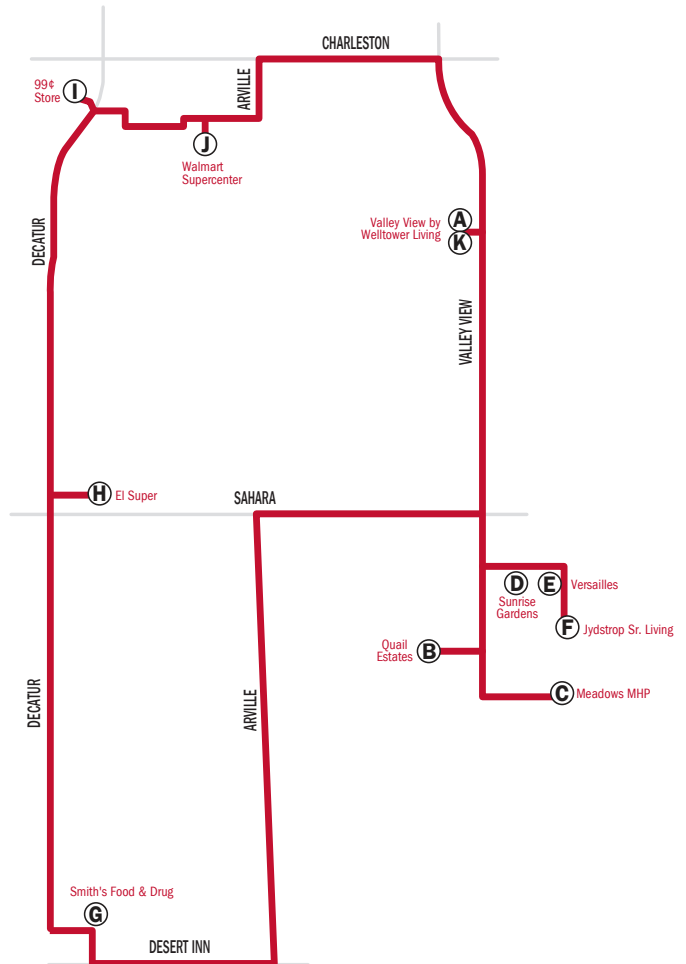 CHARLESTON
99¢
Store
I
ARVILLE
J
Walmart
Supercenter
DECATUR
Valley View by
Welltower Living
A
K
VALLEY VIEW
H
El Super
SAHARA
D
E
Versailles
Sunrise
Gardens
F
Jydstrop Sr. Living
Quail
Estates
B
C
Meadows MHP
DECATUR
ARVILLE
Smith's Food & Drug
G
DESERT INN